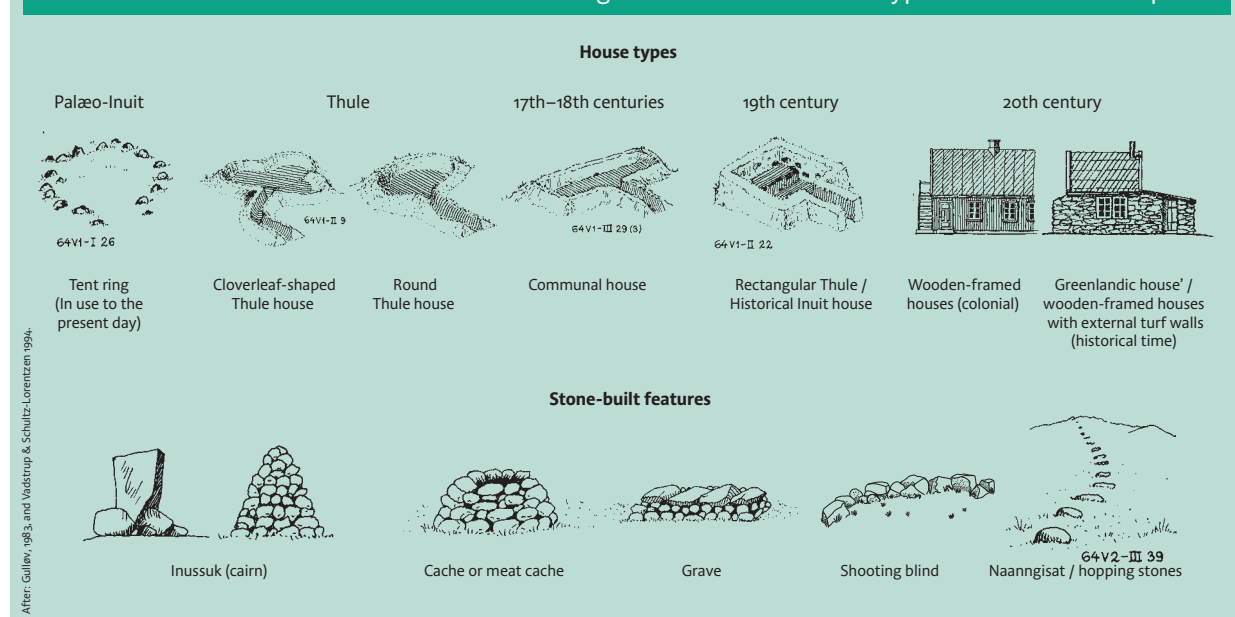 House types
Palæo-Inuit
Thule
17th–18th centuries
19th century
20th century
64V1-I 26
64V1-II 9
64V1-III 29 (3)
64V1-II 22
Tent ring
(In use to the
present day)
Cloverleaf-shaped
Thule house
Round
Thule house
Communal house
Rectangular Thule /
Historical Inuit house
Wooden-framed
houses (colonial)
Greenlandic house’ /
wooden-framed houses
with external turf walls
(historical time)
Stone-built features
64V2-III 39
Inussuk (cairn)
Cache or meat cache
Grave
Shooting blind
Naanngisat / hopping stones
After: Gulløv, 1983, and Vadstrup & Schultz-Lorentzen 1994.